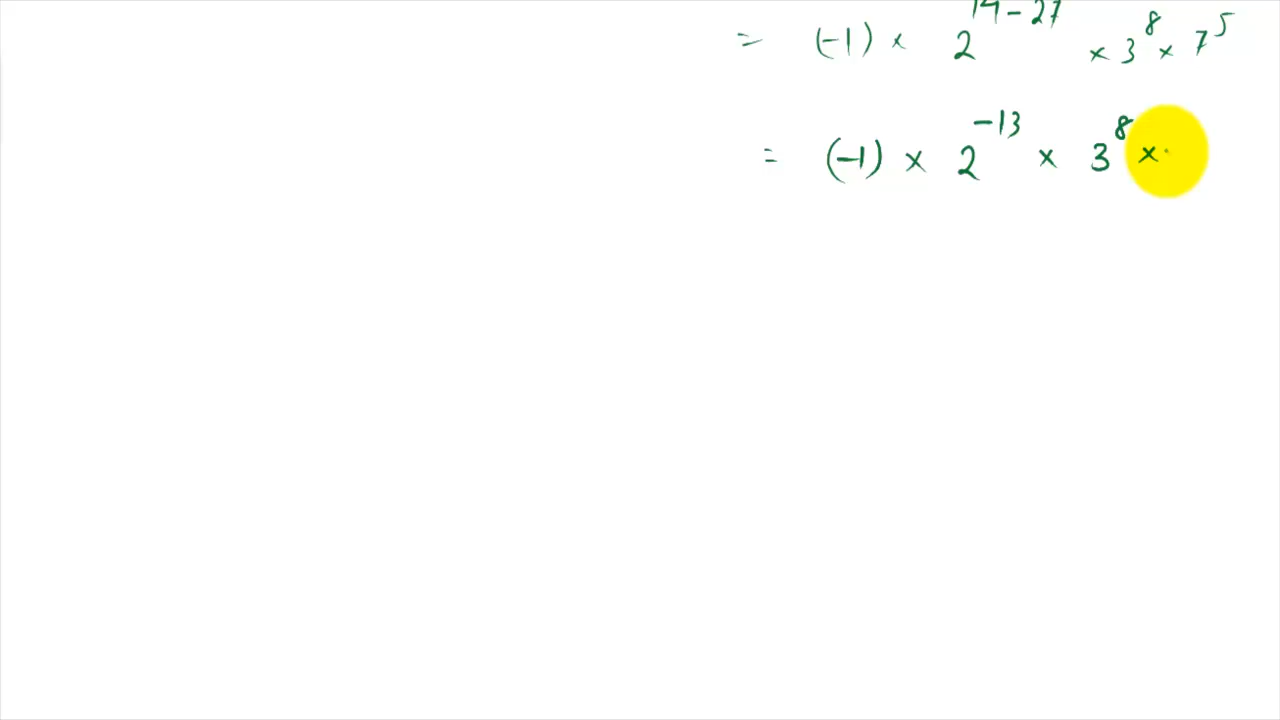 = (-1) × 2^{14-27} × 3^8 × 7^5
= (-1) × 2^{-13} × 3^8 ×